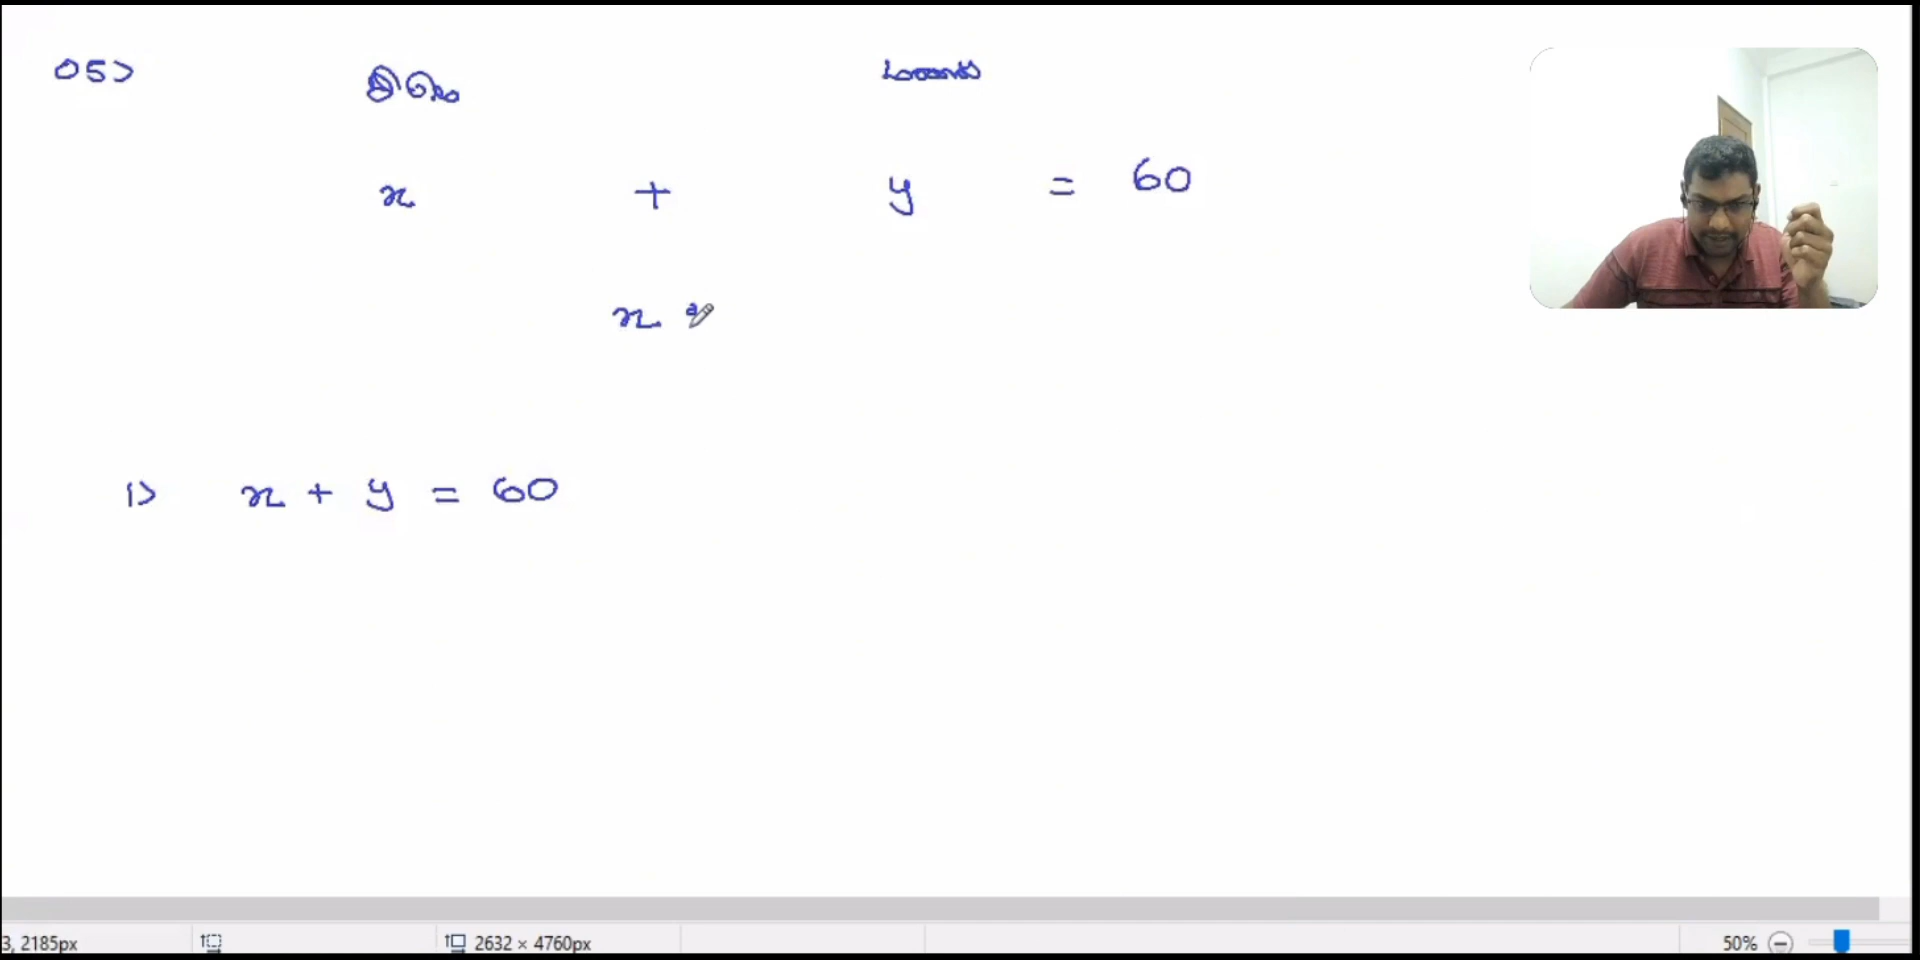 05>
x + y = 60
x =
1> x + y = 60
3, 2185px 2632 × 4760px 50%